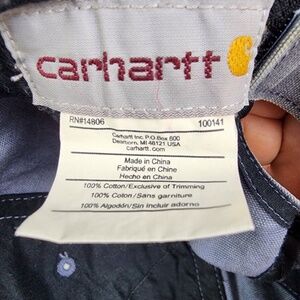 carhartt
RN#14806 100141
Carhartt Inc. P.O Box 600
Dearborn, MI 48121 USA
carhartt.com
Made in China
Fabriqué en Chine
Hecho en China
100% Cotton/Exclusive of Trimming
100% Coton/Sans garniture
100% Algodón/Sin incluir adorno